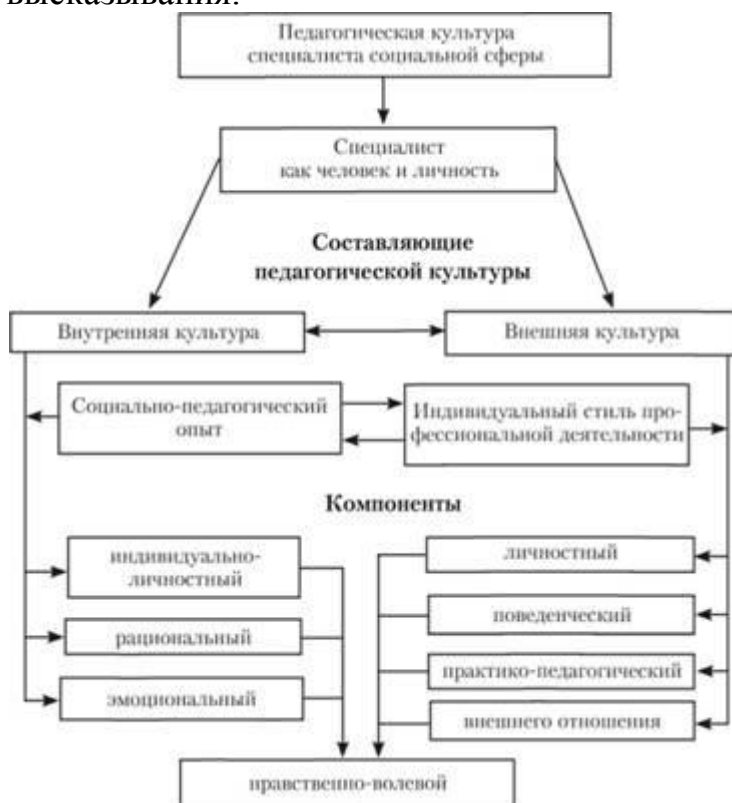 высказывания.
Педагогическая культура
специалиста социальной сферы
Специалист
как человек и личность
Составляющие
педагогической культуры
Внутренняя культура
Внешняя культура
Социально-педагогический
опыт
Индивидуальный стиль про-
фессиональной деятельности
Компоненты
индивидуально-
личностный
рациональный
эмоциональный
личностный
поведенческий
практико-педагогический
внешнего отношения
нравственно-волевой